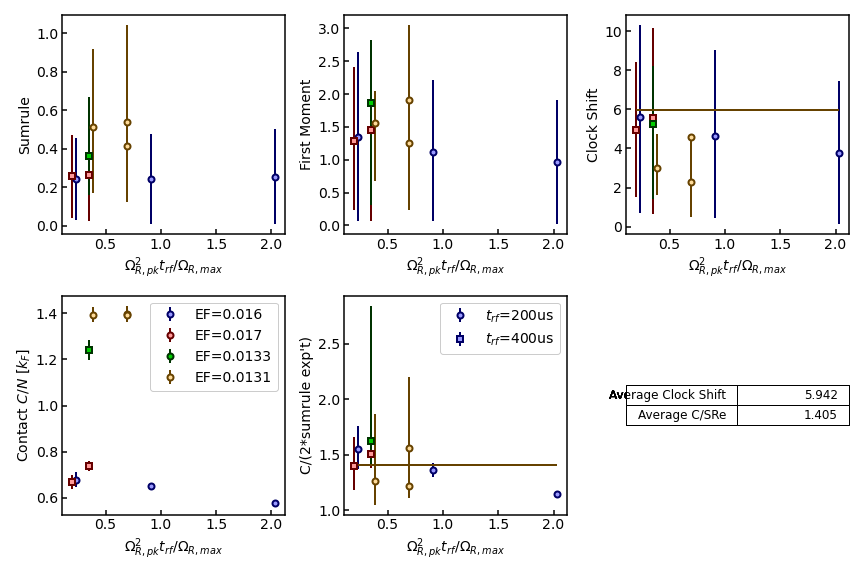 Sumrule
1.0
0.8
0.6
0.4
0.2
0.0
0.5 1.0 1.5 2.0
Ω²R,pk trf/ΩR,max
First Moment
3.0
2.5
2.0
1.5
1.0
0.5
0.0
0.5 1.0 1.5 2.0
Ω²R,pk trf/ΩR,max
Clock Shift
10
8
6
4
2
0
0.5 1.0 1.5 2.0
Ω²R,pk trf/ΩR,max
Contact C/N [kF]
1.4
1.2
1.0
0.8
0.6
0.5 1.0 1.5 2.0
Ω²R,pk trf/ΩR,max
EF=0.016
EF=0.017
EF=0.0133
EF=0.0131
C/(2*sumrule exp't)
2.5
2.0
1.5
1.0
0.5 1.0 1.5 2.0
Ω²R,pk trf/ΩR,max
trf=200us
trf=400us
Average Clock Shift 5.942
Average C/SRe 1.405